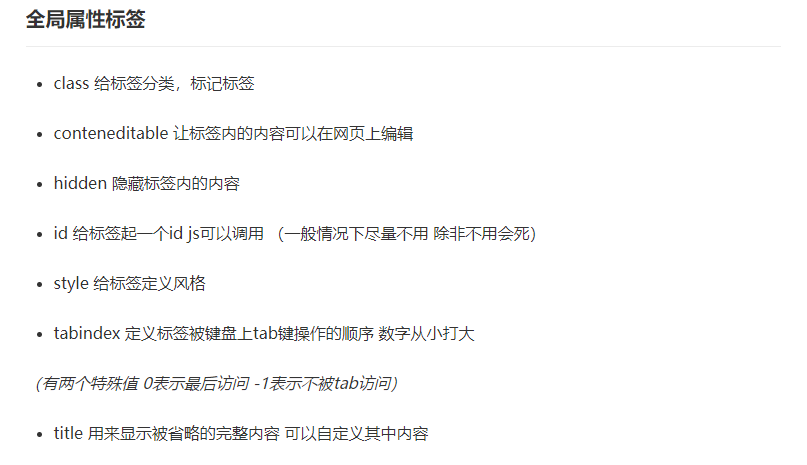 全局属性标签
class 给标签分类，标记标签
conteneditable 让标签内的内容可以在网页上编辑
hidden 隐藏标签内的内容
id 给标签起一个id js可以调用 （一般情况下尽量不用 除非不用会死）
style 给标签定义风格
tabindex 定义标签被键盘上tab键操作的顺序 数字从小打大
（有两个特殊值 0表示最后访问 -1表示不被tab访问）
title 用来显示被省略的完整内容 可以自定义其中内容